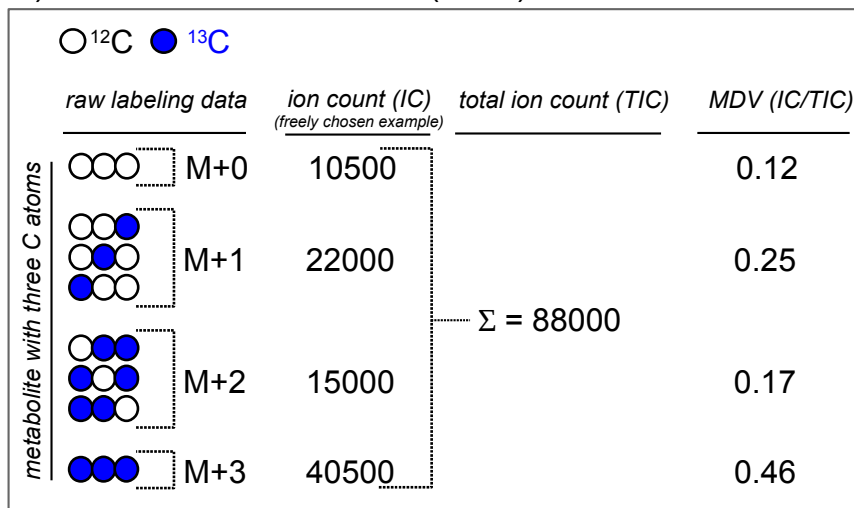 ¹²C ¹³C
raw labeling data ion count (IC) total ion count (TIC) MDV (IC/TIC)
(freely chosen example)
metabolite with three C atoms
M+0 10500 0.12
M+1 22000 0.25
Σ = 88000
M+2 15000 0.17
M+3 40500 0.46